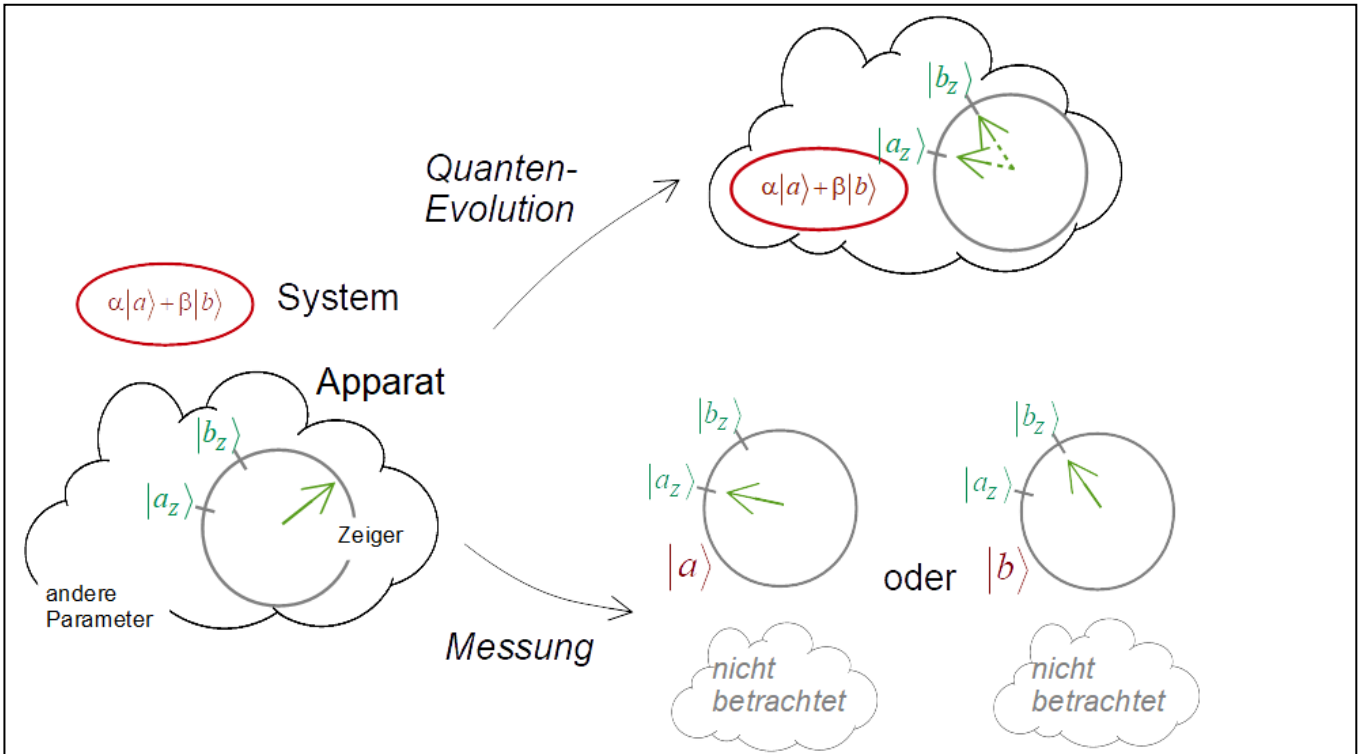 Quanten-
Evolution
|b_z⟩
|a_z⟩
α|a⟩+β|b⟩
α|a⟩+β|b⟩
System
Apparat
|b_z⟩
|a_z⟩
Zeiger
andere
Parameter
Messung
|b_z⟩
|a_z⟩
|a⟩
oder
|b_z⟩
|a_z⟩
|b⟩
nicht
betrachtet
nicht
betrachtet